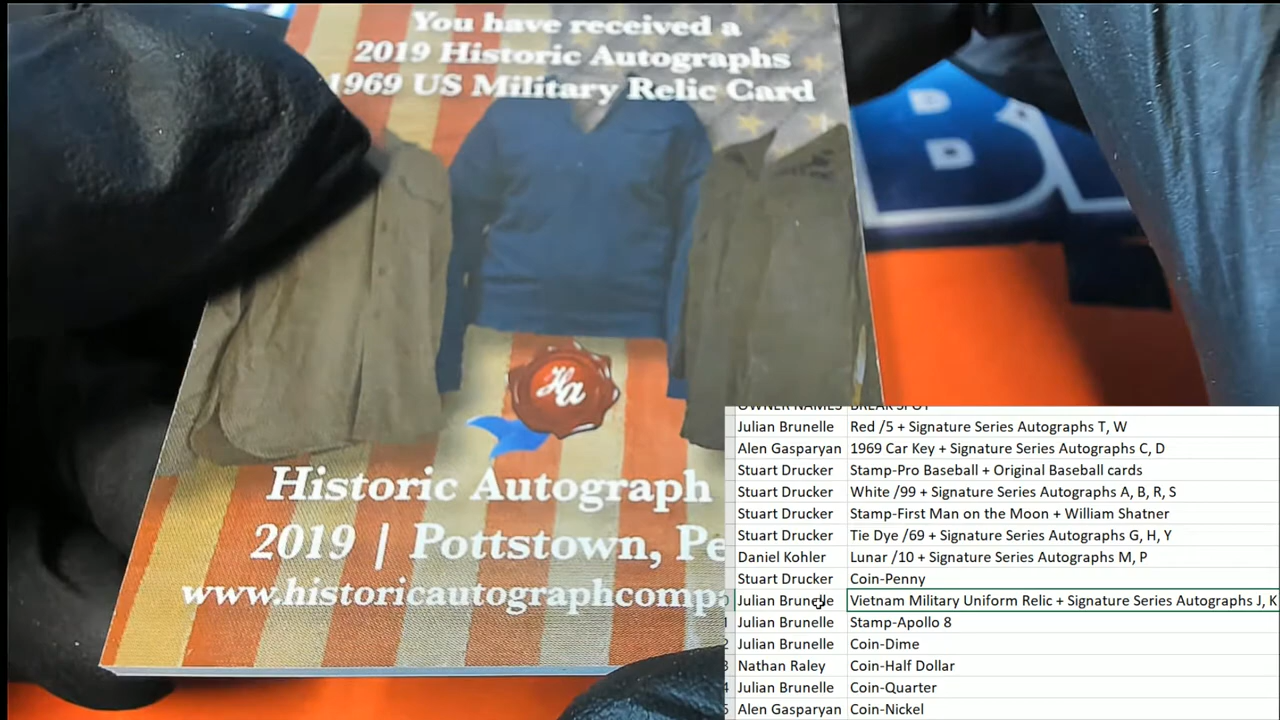 You have received a
2019 Historic Autographs
1969 US Military Relic Card
Ha
Historic Autograph
2019 | Pottstown, Pe
www.historicautographcomp
Julian Brunelle Red /5 + Signature Series Autographs T, W
Alen Gasparyan 1969 Car Key + Signature Series Autographs C, D
Stuart Drucker Stamp-Pro Baseball + Original Baseball cards
Stuart Drucker White /99 + Signature Series Autographs A, B, R, S
Stuart Drucker Stamp-First Man on the Moon + William Shatner
Stuart Drucker Tie Dye /69 + Signature Series Autographs G, H, Y
Daniel Kohler Lunar /10 + Signature Series Autographs M, P
Stuart Drucker Coin-Penny
Julian Brunelle Vietnam Military Uniform Relic + Signature Series Autographs J, K
Julian Brunelle Stamp-Apollo 8
Julian Brunelle Coin-Dime
Nathan Raley Coin-Half Dollar
Julian Brunelle Coin-Quarter
Alen Gasparyan Coin-Nickel